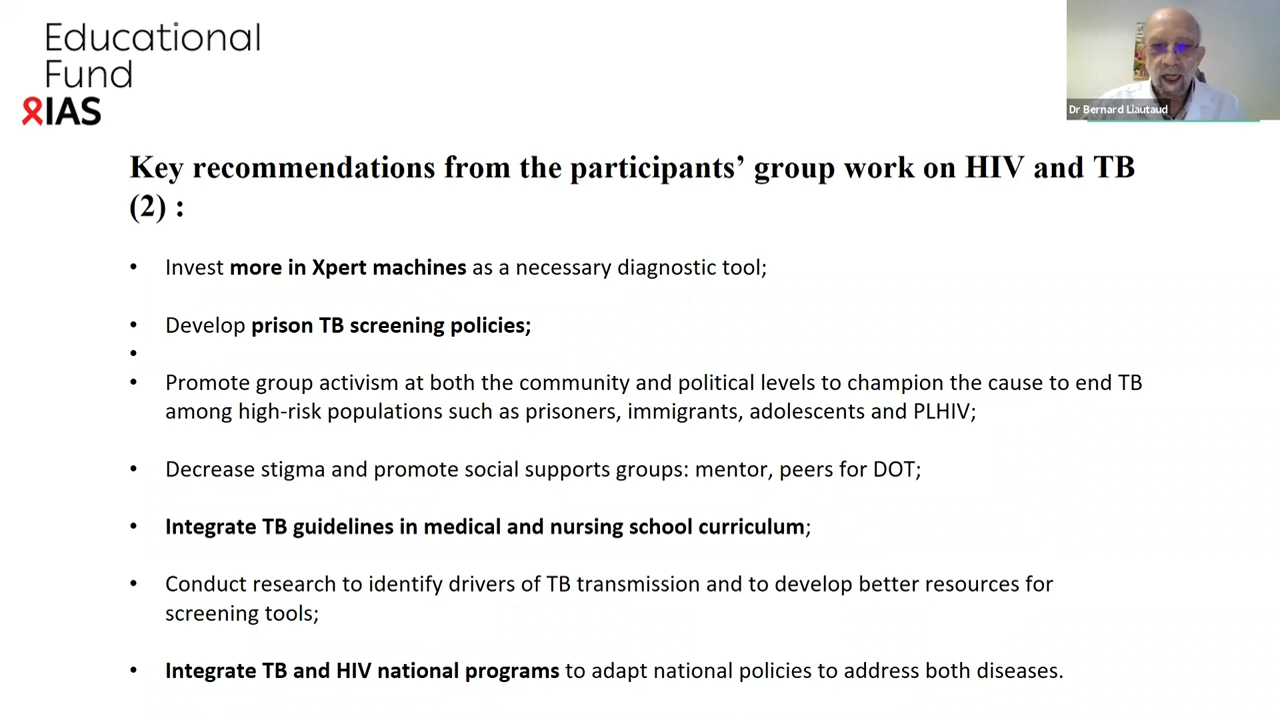 Educational
Fund
IAS
Dr Bernard Liautaud
Key recommendations from the participants’ group work on HIV and TB
(2) :
• Invest more in Xpert machines as a necessary diagnostic tool;
• Develop prison TB screening policies;
•
• Promote group activism at both the community and political levels to champion the cause to end TB
among high-risk populations such as prisoners, immigrants, adolescents and PLHIV;
• Decrease stigma and promote social supports groups: mentor, peers for DOT;
• Integrate TB guidelines in medical and nursing school curriculum;
• Conduct research to identify drivers of TB transmission and to develop better resources for
screening tools;
• Integrate TB and HIV national programs to adapt national policies to address both diseases.